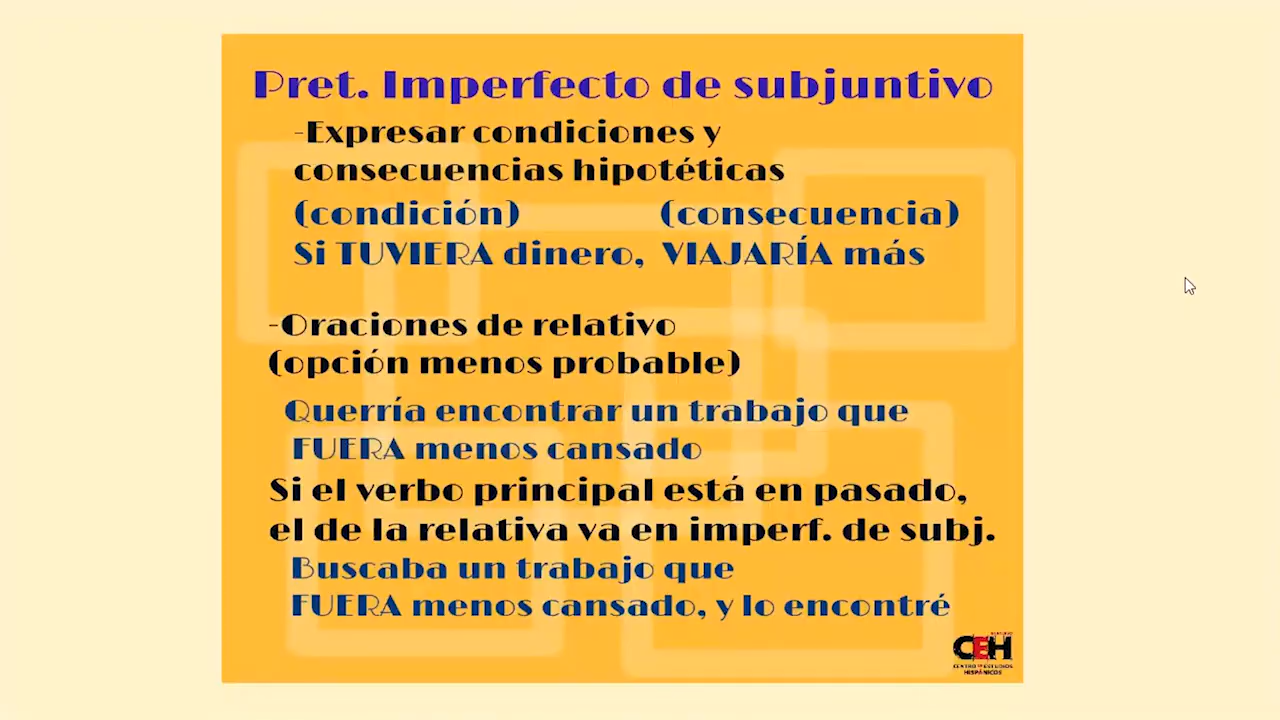 Pret. Imperfecto de subjuntivo
-Expresar condiciones y
consecuencias hipotéticas
(condición) (consecuencia)
Si TUVIERA dinero, VIAJARÍA más
-Oraciones de relativo
(opción menos probable)
Querría encontrar un trabajo que
FUERA menos cansado
Si el verbo principal está en pasado,
el de la relativa va en imperf. de subj.
Buscaba un trabajo que
FUERA menos cansado, y lo encontré
CEH
CENTRO DE ESTUDIOS
HISPÁNICOS